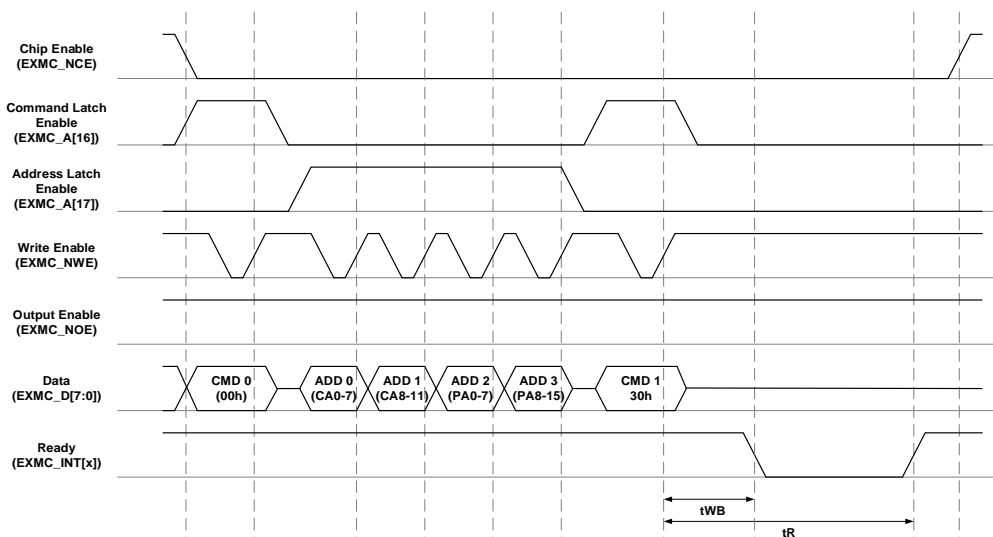 Chip Enable
(EXMC_NCE)
Command Latch
Enable
(EXMC_A[16])
Address Latch
Enable
(EXMC_A[17])
Write Enable
(EXMC_NWE)
Output Enable
(EXMC_NOE)
Data
(EXMC_D[7:0])
CMD 0
(00h)
ADD 0
(CA0-7)
ADD 1
(CA8-11)
ADD 2
(PA0-7)
ADD 3
(PA8-15)
CMD 1
30h
Ready
(EXMC_INT[x])
tWB
tR